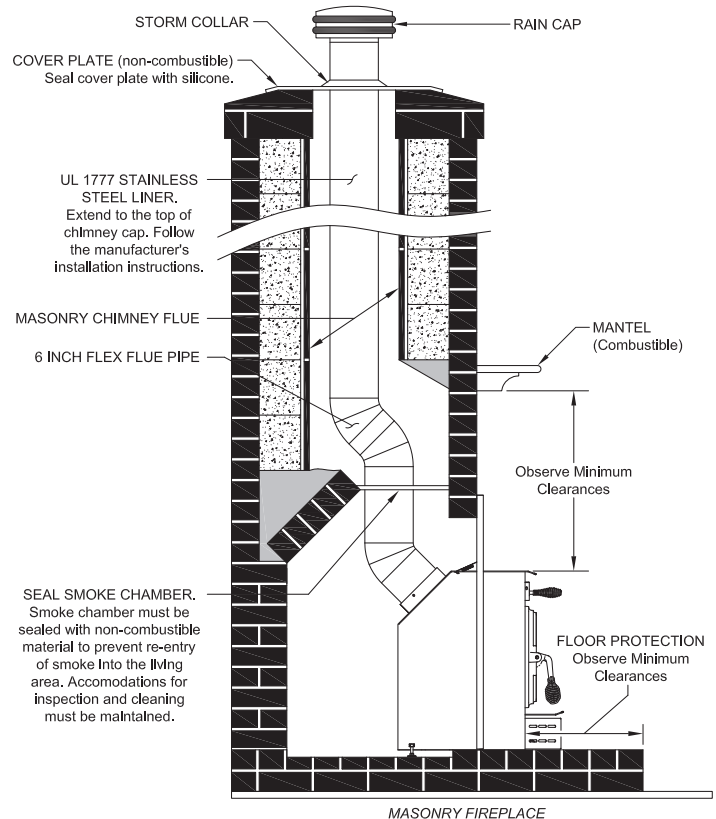 STORM COLLAR
RAIN CAP
COVER PLATE (non-combustible)
Seal cover plate with silicone.
UL 1777 STAINLESS
STEEL LINER.
Extend to the top of
chimney cap. Follow
the manufacturer's
installation instructions.
MASONRY CHIMNEY FLUE
6 INCH FLEX FLUE PIPE
MANTEL
(Combustible)
Observe Minimum
Clearances
SEAL SMOKE CHAMBER.
Smoke chamber must be
sealed with non-combustible
material to prevent re-entry
of smoke into the living
area. Accomodations for
inspection and cleaning
must be maintained.
FLOOR PROTECTION
Observe Minimum
Clearances
MASONRY FIREPLACE